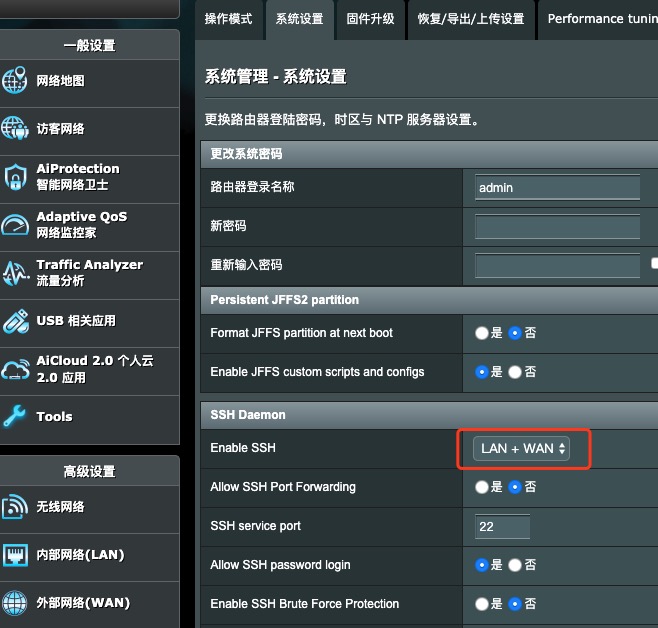 一般设置
网络地图
访客网络
AiProtection
智能网络卫士
Adaptive QoS
网络监控家
Traffic Analyzer
流量分析
USB 相关应用
AiCloud 2.0 个人云
2.0 应用
Tools
高级设置
无线网络
内部网络(LAN)
外部网络(WAN)
操作模式
系统设置
固件升级
恢复/导出/上传设置
Performance tunin
系统管理 - 系统设置
更换路由器登陆密码，时区与 NTP 服务器设置。
更改系统密码
路由器登录名称 admin
新密码
重新输入密码
Persistent JFFS2 partition
Format JFFS partition at next boot 是 否
Enable JFFS custom scripts and configs 是 否
SSH Daemon
Enable SSH LAN + WAN
Allow SSH Port Forwarding 是 否
SSH service port 22
Allow SSH password login 是 否
Enable SSH Brute Force Protection 是 否